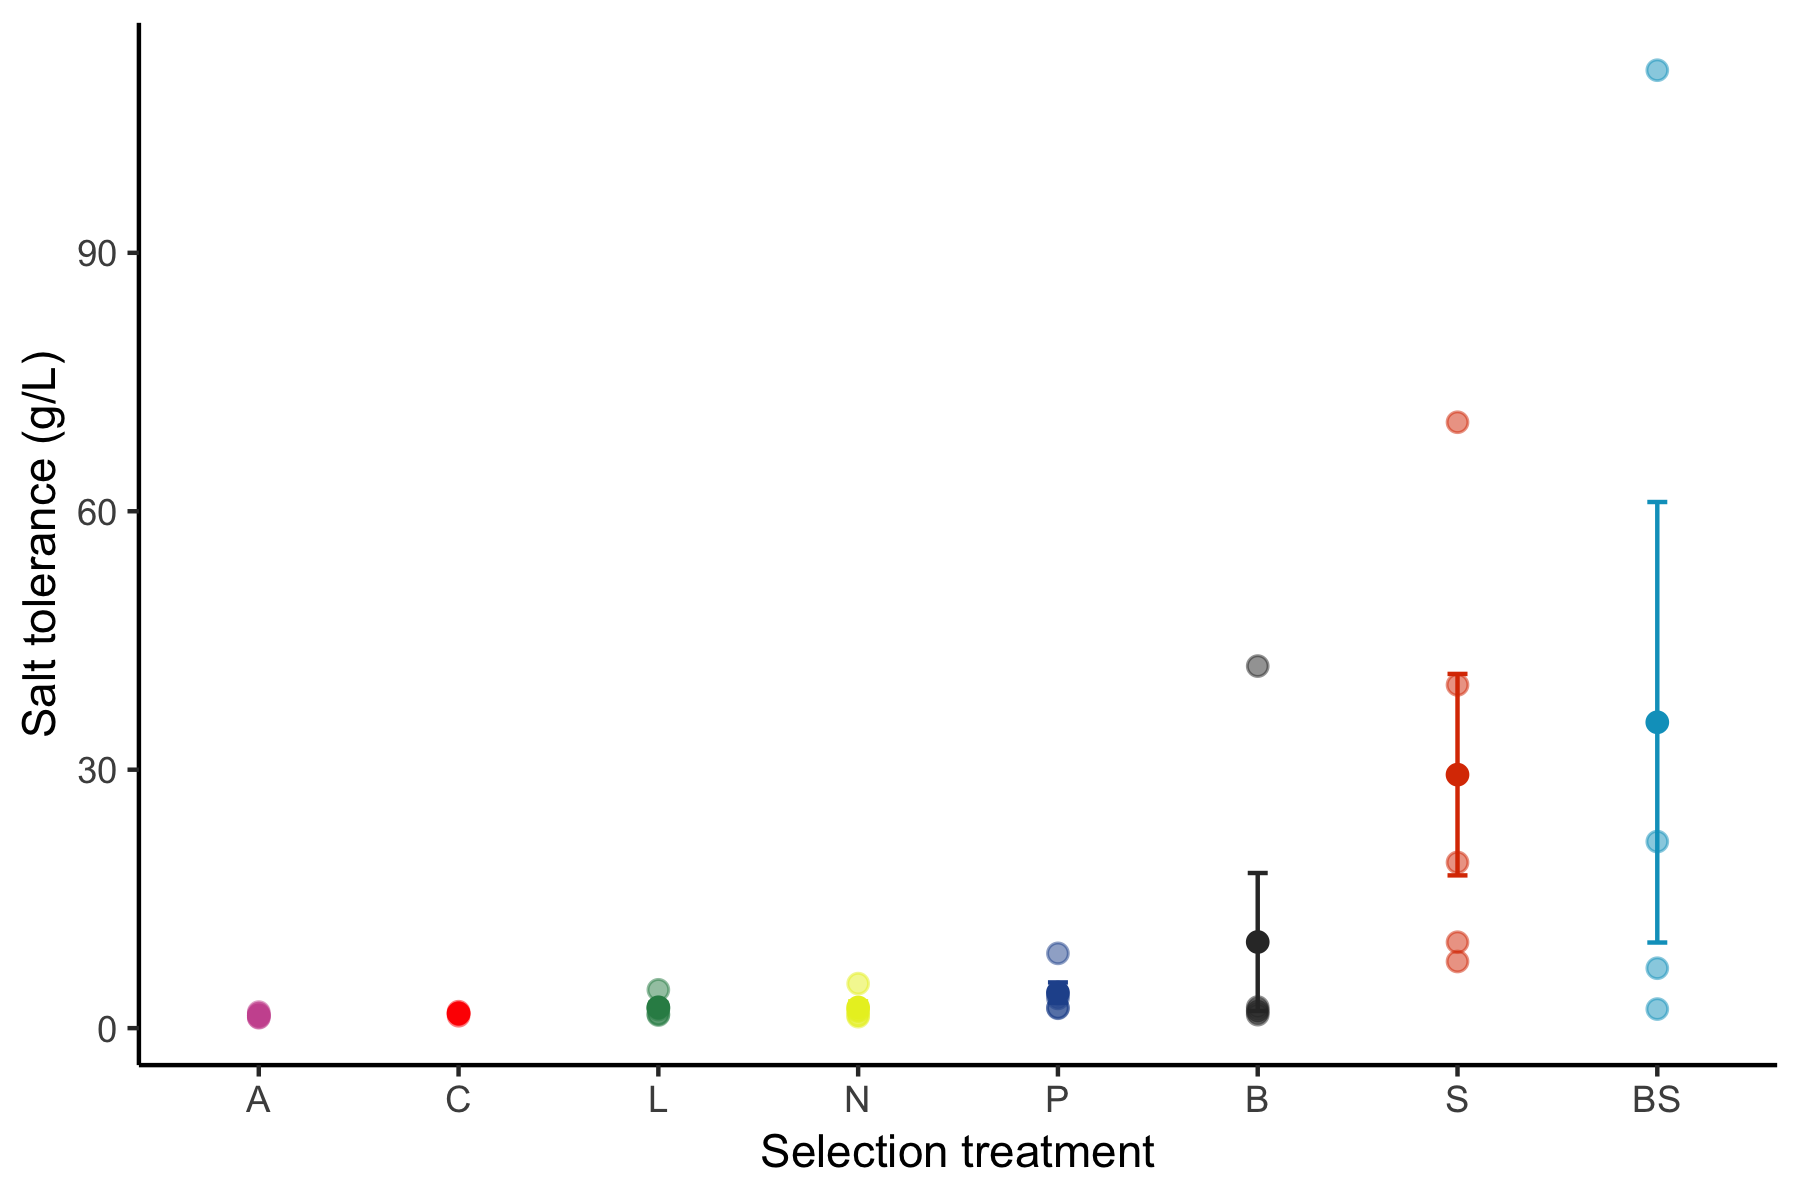 Salt tolerance (g/L)
90
60
30
0
A C L N P B S BS
Selection treatment